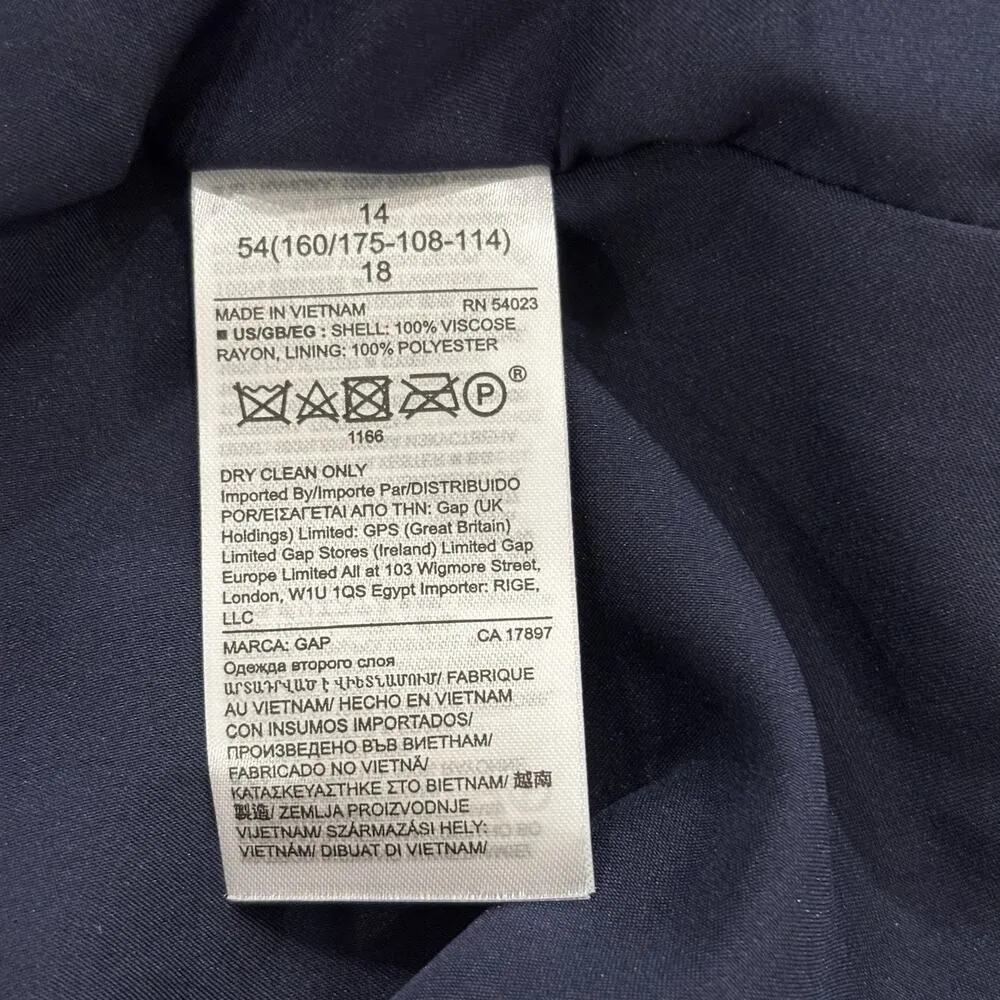 14
54(160/175-108-114)
18
MADE IN VIETNAM RN 54023
■ US/GB/EG : SHELL: 100% VISCOSE
RAYON, LINING: 100% POLYESTER
P ®
1166
DRY CLEAN ONLY
Imported By/Importe Par/DISTRIBUIDO
POR/ΕΙΣΑΓΕΤΑΙ ΑΠΟ ΤΗΝ: Gap (UK
Holdings) Limited: GPS (Great Britain)
Limited Gap Stores (Ireland) Limited Gap
Europe Limited All at 103 Wigmore Street,
London, W1U 1QS Egypt Importer: RIGE,
LLC
MARCA: GAP CA 17897
Одежда второго слоя
ԱՐՏԱԴՐՎԱԾ Է ՎԻԵՏՆԱՄՈՒՄ/ FABRIQUE
AU VIETNAM/ HECHO EN VIETNAM
CON INSUMOS IMPORTADOS/
ПРОИЗВЕДЕНО ВЪВ ВИЕТНАМ/
FABRICADO NO VIETNÃ/
ΚΑΤΑΣΚΕΥΑΣΤΗΚΕ ΣΤΟ ΒΙΕΤΝΑΜ/ 越南
製造/ ZEMLJA PROIZVODNJE
VIJETNAM/ SZÁRMAZÁSI HELY:
VIETNÁM/ DIBUAT DI VIETNAM/